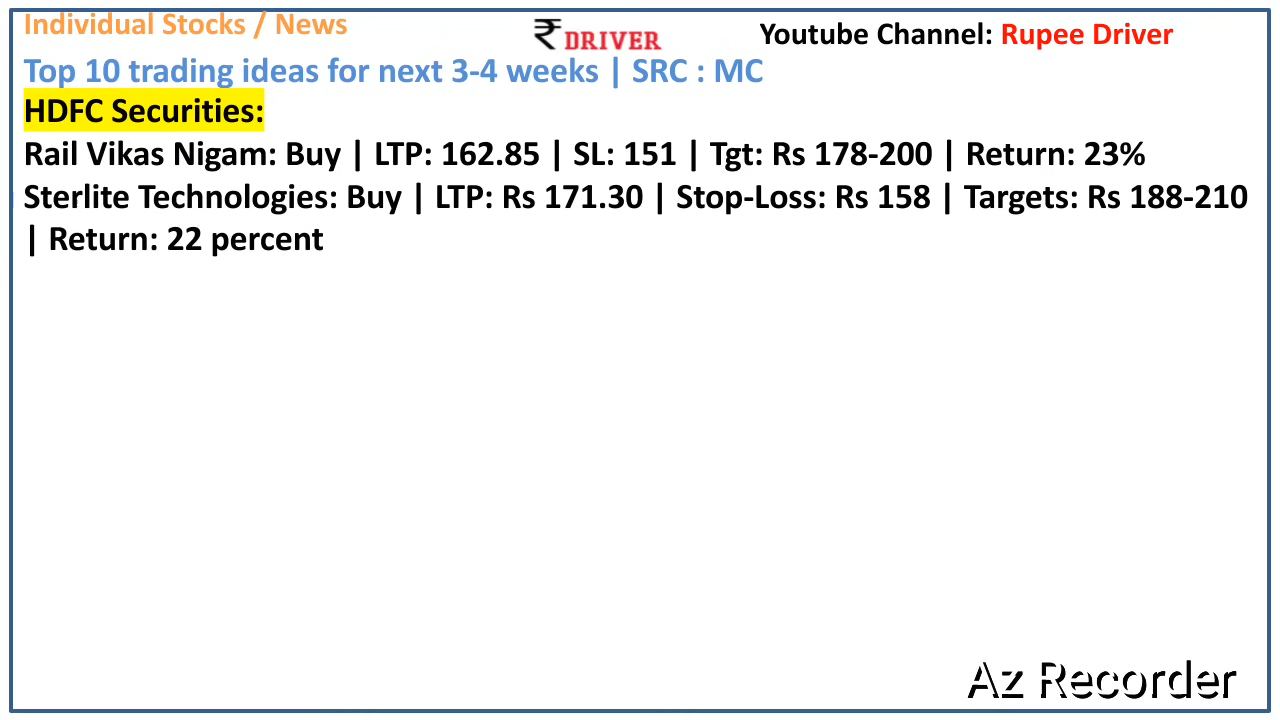 Individual Stocks / News
₹ DRIVER
Youtube Channel: Rupee Driver
Top 10 trading ideas for next 3-4 weeks | SRC : MC
HDFC Securities:
Rail Vikas Nigam: Buy | LTP: 162.85 | SL: 151 | Tgt: Rs 178-200 | Return: 23%
Sterlite Technologies: Buy | LTP: Rs 171.30 | Stop-Loss: Rs 158 | Targets: Rs 188-210
| Return: 22 percent
Az Recorder